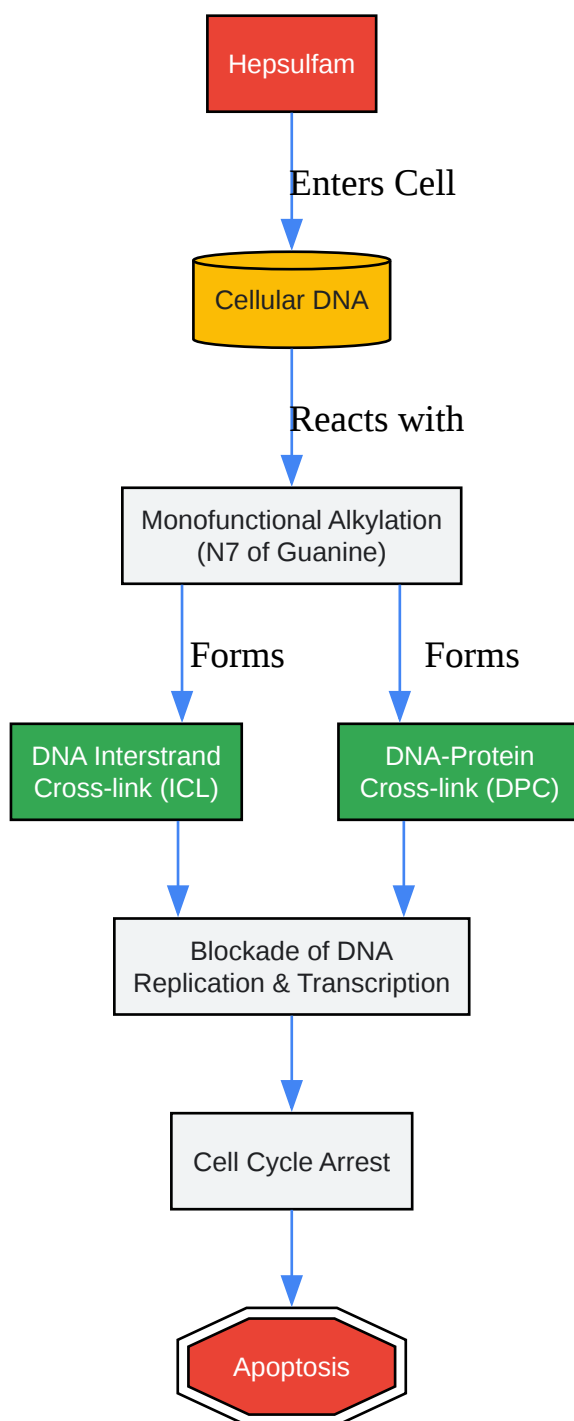 Hepsulfam
Enters Cell
Cellular DNA
Reacts with
Monofunctional Alkylation
(N7 of Guanine)
Forms
Forms
DNA Interstrand
Cross-link (ICL)
DNA-Protein
Cross-link (DPC)
Blockade of DNA
Replication & Transcription
Cell Cycle Arrest
Apoptosis